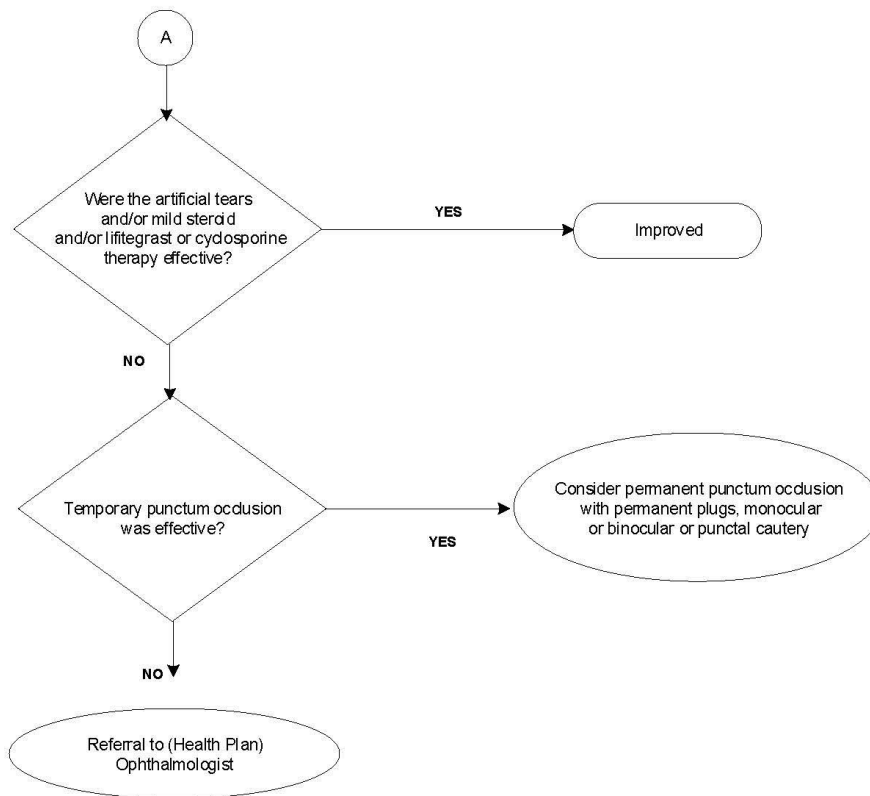 A
Were the artificial tears
and/or mild steroid
and/or lifitegrast or cyclosporine
therapy effective?
YES
Improved
NO
Temporary punctum occlusion
was effective?
YES
Consider permanent punctum occlusion
with permanent plugs, monocular
or binocular or punctal cautery
NO
Referral to (Health Plan)
Ophthalmologist